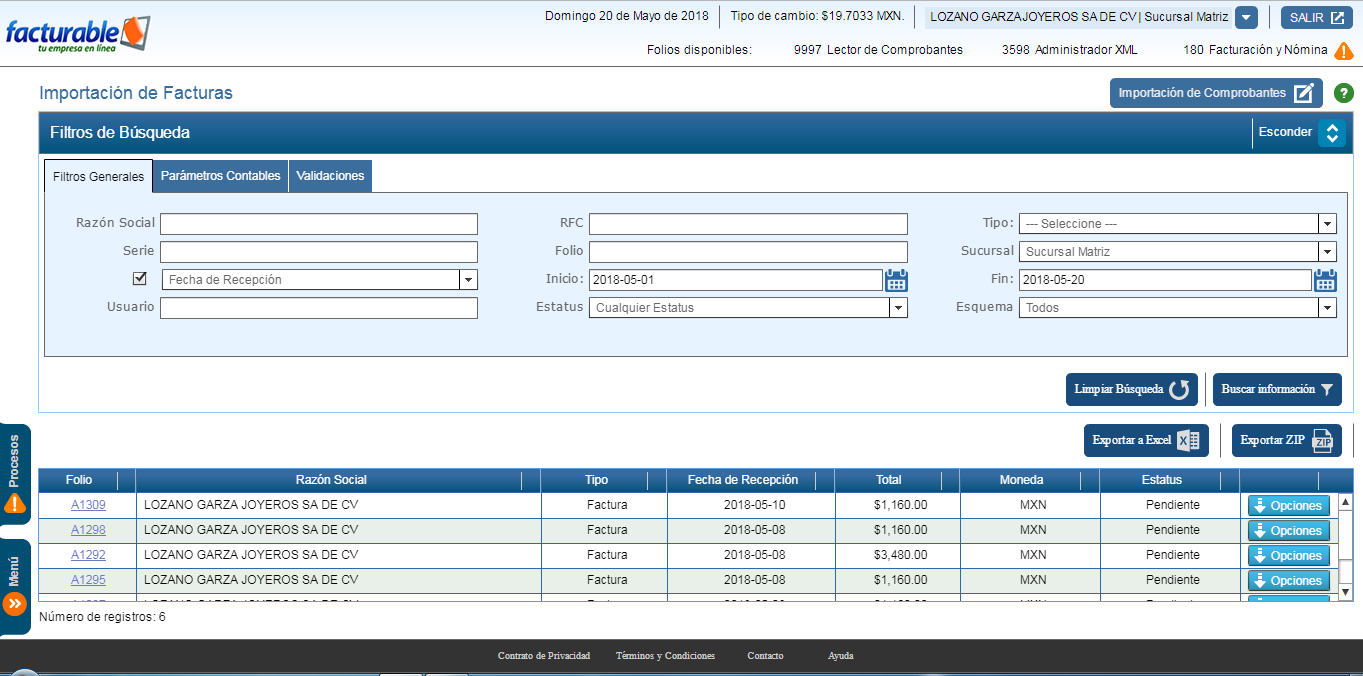 Domingo 20 de Mayo de 2018 Tipo de cambio: $19.7033 MXN. LOZANO GARZA JOYEROS SA DE CV | Sucursal Matriz SALIR
facturable
tu empresa en línea
Folios disponibles: 9997 Lector de Comprobantes 3598 Administrador XML 180 Facturación y Nómina
Importación de Facturas Importación de Comprobantes ?
Filtros de Búsqueda Esconder
Filtros Generales Parámetros Contables Validaciones
Razón Social RFC Tipo: --- Seleccione ---
Serie Folio Sucursal Sucursal Matriz
Fecha de Recepción Inicio: 2018-05-01 Fin: 2018-05-20
Usuario Estatus Cualquier Estatus Esquema Todos
Limpiar Búsqueda Buscar información
Exportar a Excel Exportar ZIP ZIP
Procesos
Menú
Folio Razón Social Tipo Fecha de Recepción Total Moneda Estatus
A1309 LOZANO GARZA JOYEROS SA DE CV Factura 2018-05-10 $1,160.00 MXN Pendiente Opciones
A1298 LOZANO GARZA JOYEROS SA DE CV Factura 2018-05-08 $1,160.00 MXN Pendiente Opciones
A1292 LOZANO GARZA JOYEROS SA DE CV Factura 2018-05-08 $3,480.00 MXN Pendiente Opciones
A1295 LOZANO GARZA JOYEROS SA DE CV Factura 2018-05-08 $1,160.00 MXN Pendiente Opciones
Número de registros: 6
Contrato de Privacidad Términos y Condiciones Contacto Ayuda